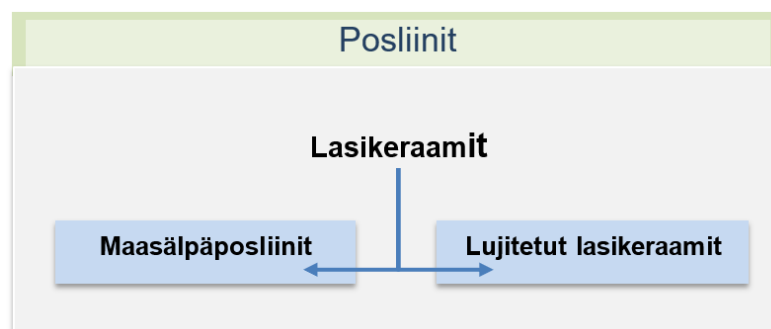 Posliinit
Lasikeraamit
Maasälpäposliinit
Lujitetut lasikeraamit